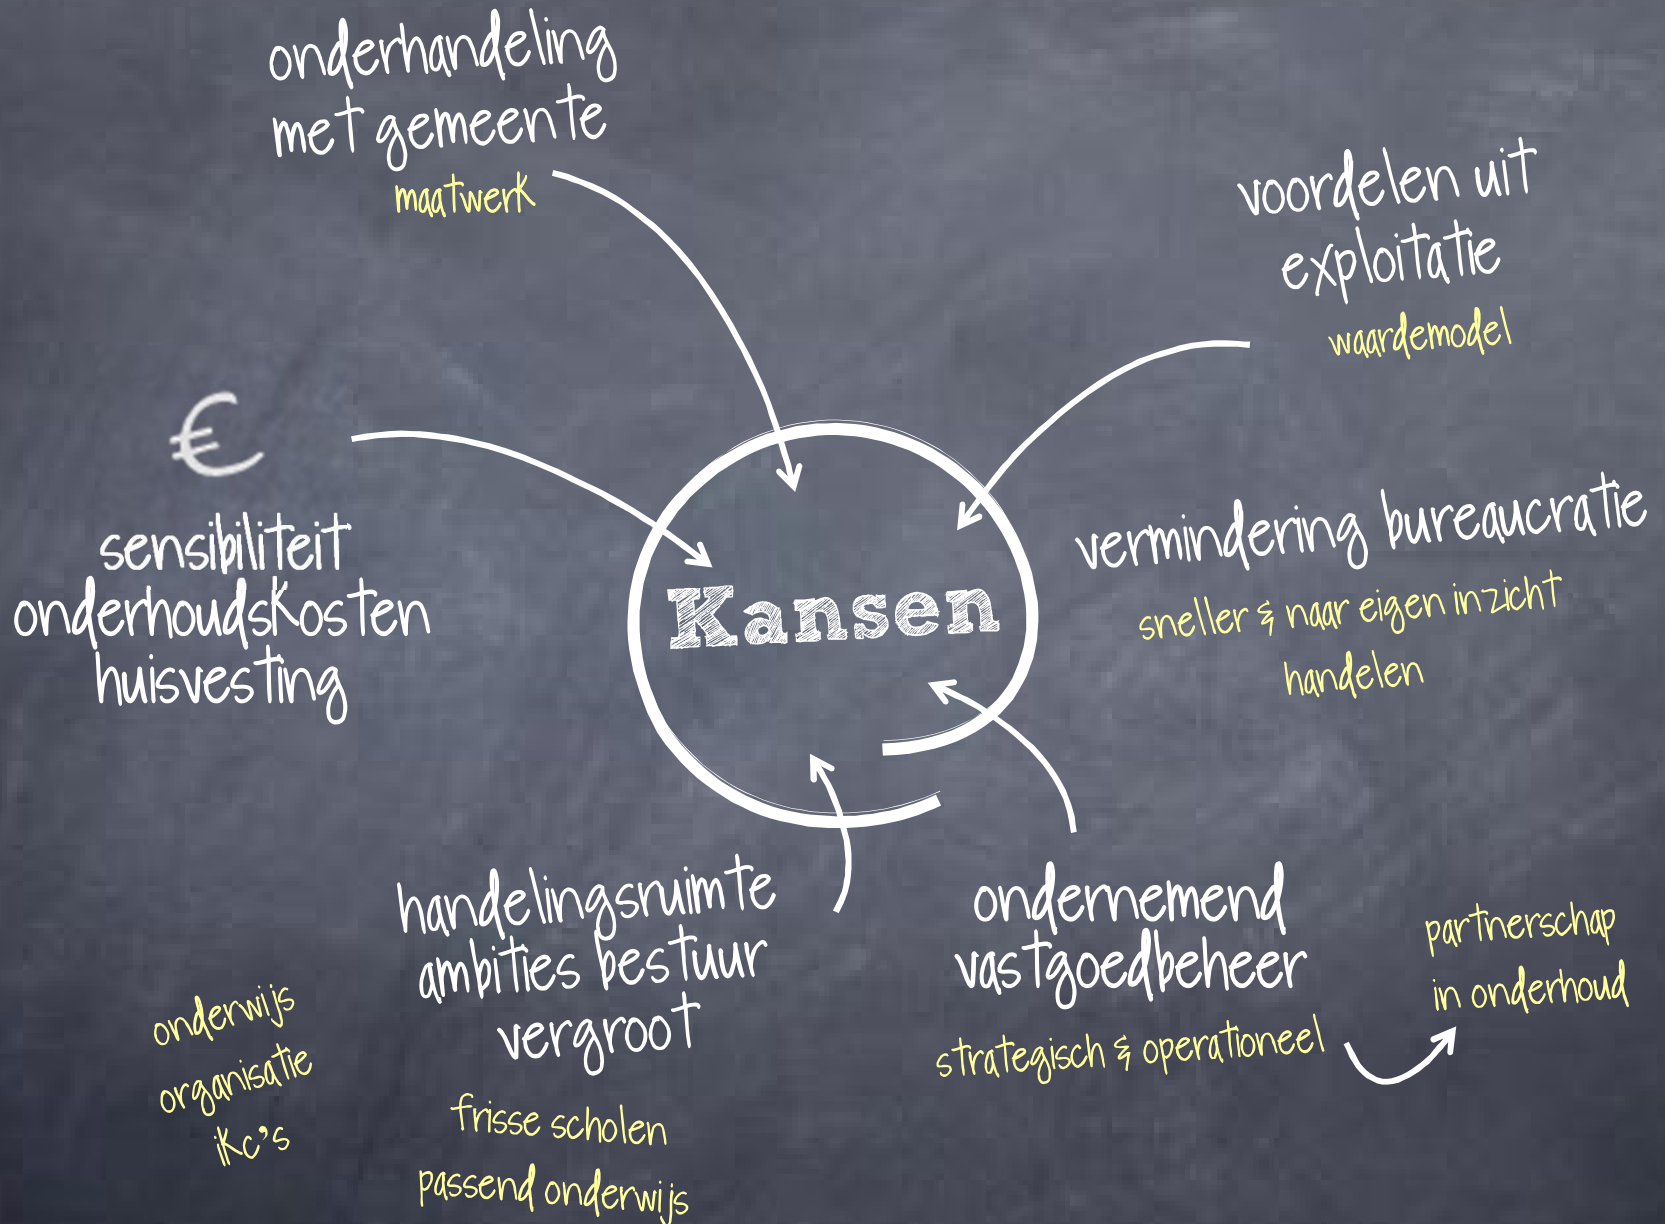 onderhandeling
met gemeente
maatwerk
voordelen uit
exploitatie
waardemodel
€
sensibiliteit
onderhoudskosten
huisvesting
Kansen
vermindering bureaucratie
sneller & naar eigen inzicht
handelen
handelingsruimte
ambities bestuur
vergroot
frisse scholen
passend onderwijs
onderwijs
organisatie
iKc's
ondernemend
vastgoedbeheer
strategisch & operationeel
partnerschap
in onderhoud